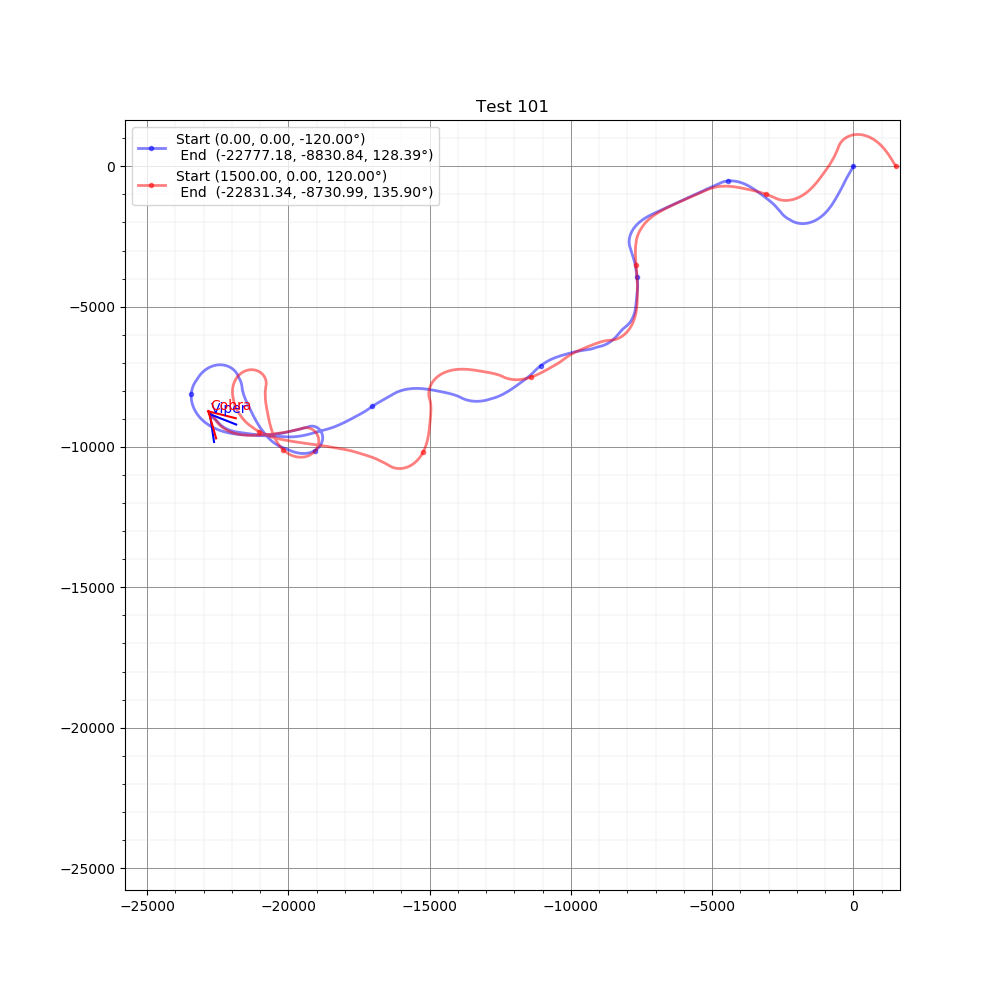 Test 101
Start (0.00, 0.00, -120.00°)
End (-22777.18, -8830.84, 128.39°)
Start (1500.00, 0.00, 120.00°)
End (-22831.34, -8730.99, 135.90°)
0
−5000
−10000
−15000
−20000
−25000
Cobra
Viper
−25000 −20000 −15000 −10000 −5000 0